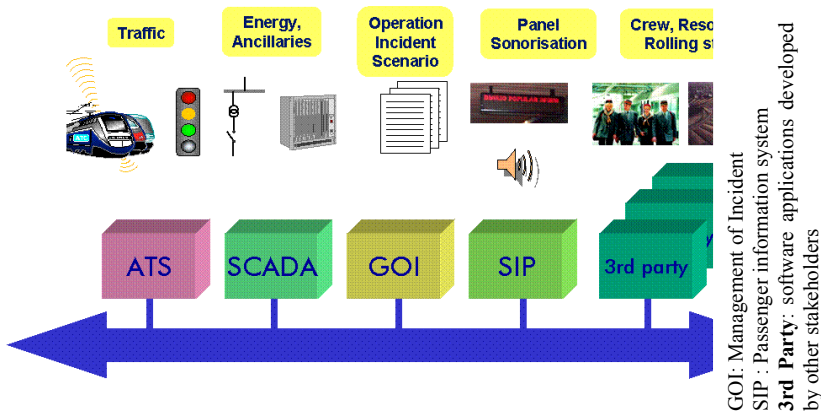 Traffic
Energy,
Ancillaries
Operation
Incident
Scenario
Panel
Sonorisation
Crew, Reso
Rolling st
ATS
SCADA
GOI
SIP
3rd party
GOI: Management of Incident
SIP : Passenger information system
3rd Party: software applications developed
by other stakeholders